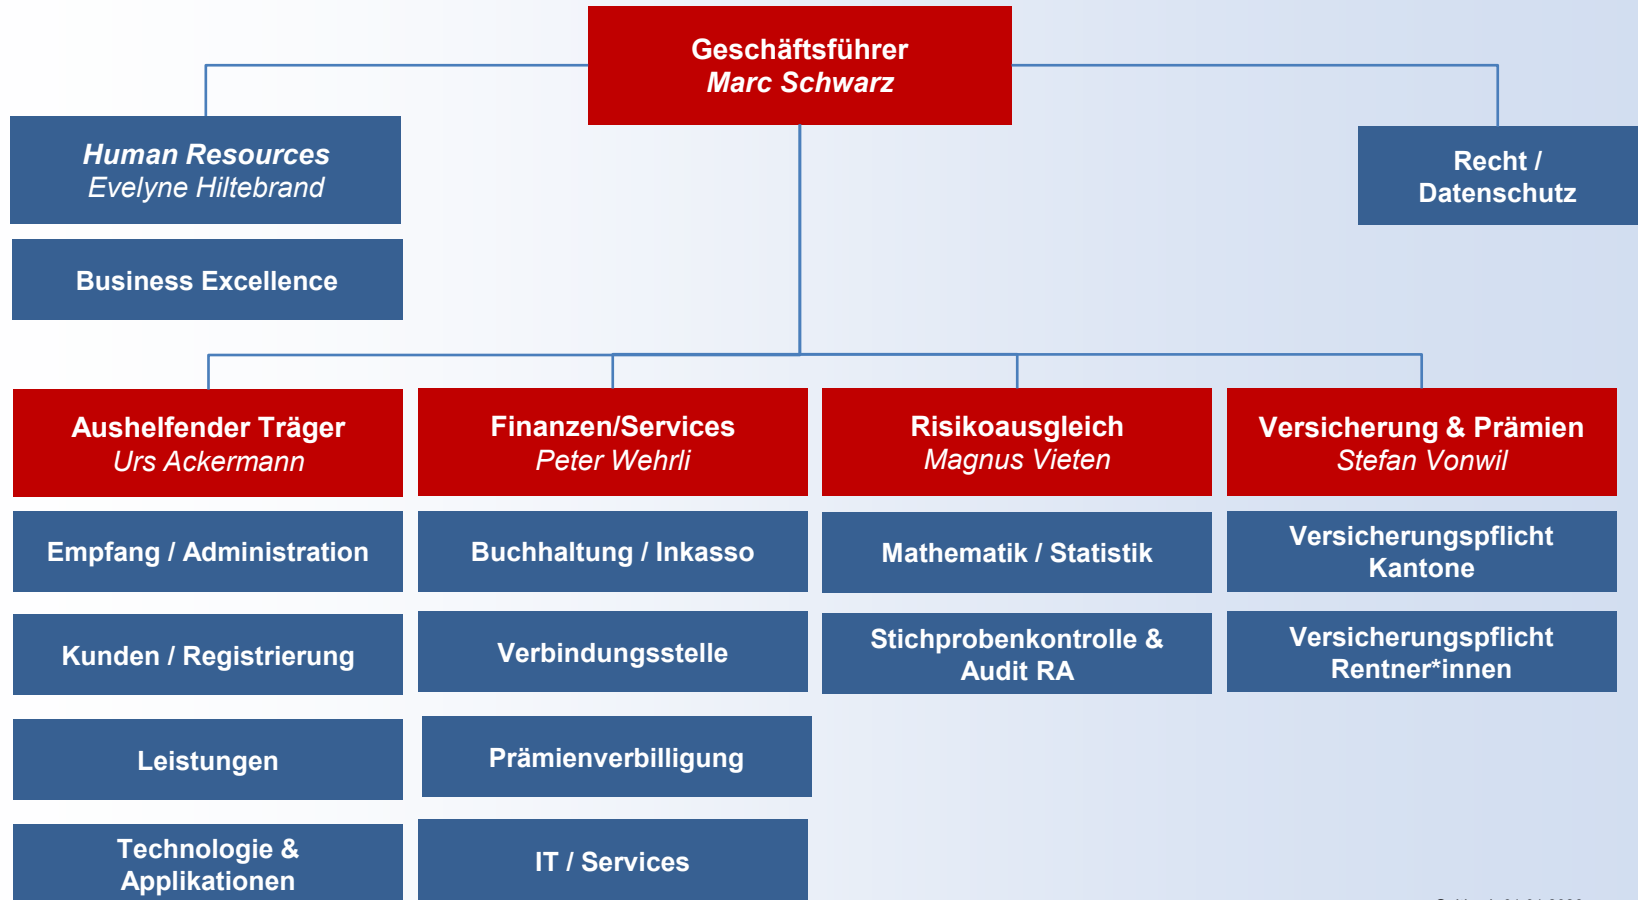 Geschäftsführer
Marc Schwarz
Human Resources
Evelyne Hiltebrand
Recht /
Datenschutz
Business Excellence
Aushelfender Träger
Urs Ackermann
Finanzen/Services
Peter Wehrli
Risikoausgleich
Magnus Vieten
Versicherung & Prämien
Stefan Vonwil
Empfang / Administration
Buchhaltung / Inkasso
Mathematik / Statistik
Versicherungspflicht
Kantone
Kunden / Registrierung
Verbindungsstelle
Stichprobenkontrolle &
Audit RA
Versicherungspflicht
Rentner*innen
Leistungen
Prämienverbilligung
Technologie &
Applikationen
IT / Services